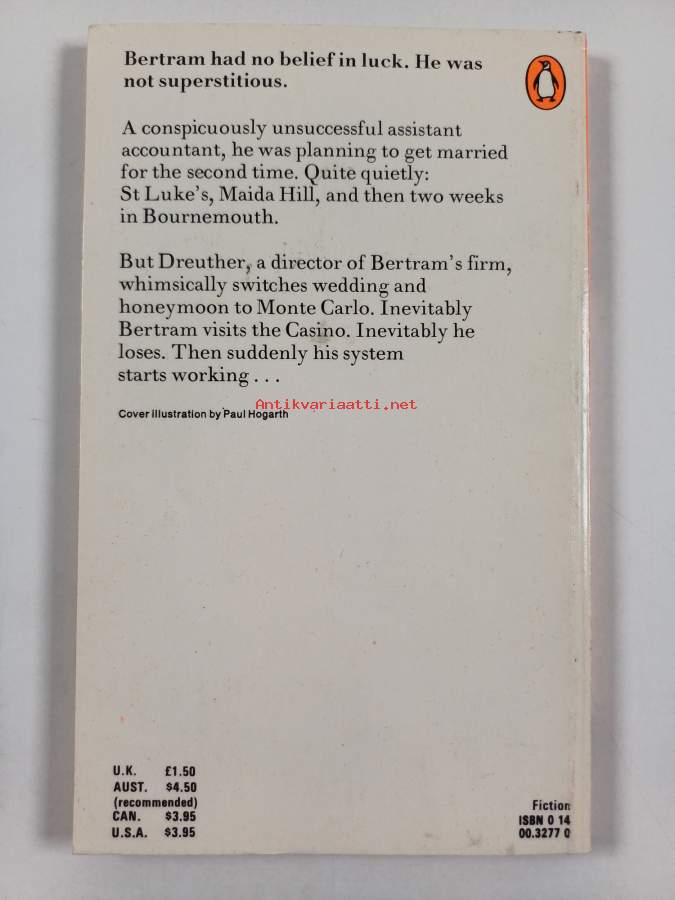 Bertram had no belief in luck. He was
not superstitious.
A conspicuously unsuccessful assistant
accountant, he was planning to get married
for the second time. Quite quietly:
St Luke's, Maida Hill, and then two weeks
in Bournemouth.
But Dreuther, a director of Bertram's firm,
whimsically switches wedding and
honeymoon to Monte Carlo. Inevitably
Bertram visits the Casino. Inevitably he
loses. Then suddenly his system
starts working . . .
Antikvariaatti.net
Cover illustration by Paul Hogarth
U.K. £1.50
AUST. $4.50
(recommended)
CAN. $3.95
U.S.A. $3.95
Fiction
ISBN 0 14
00.3277 0